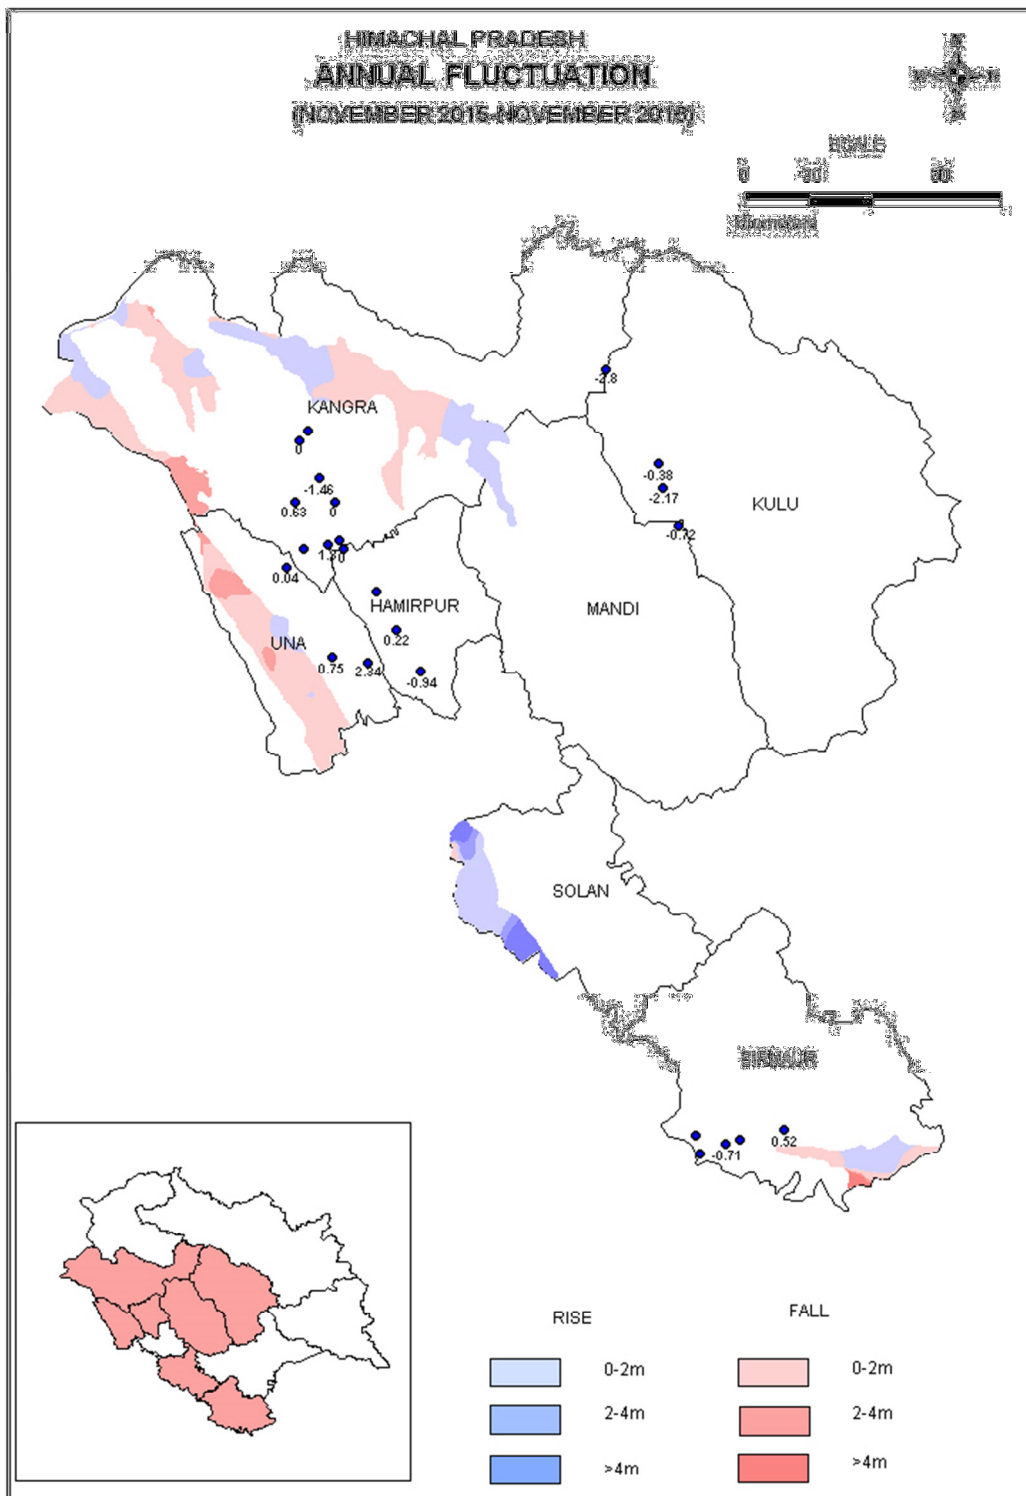 HIMACHAL PRADESH
ANNUAL FLUCTUATION
(NOVEMBER 2015-NOVEMBER 2016)
SCALE
0
Kilometers
-2.8
KANGRA
0
-0.38
-1.46
-2.17
KULU
0.63
0
-0.72
0.04
HAMIRPUR
MANDI
0.22
UNA
0.75
2.34
-0.94
SOLAN
SIRMAUR
0.52
-0.71
RISE
FALL
0-2m
0-2m
2-4m
2-4m
>4m
>4m